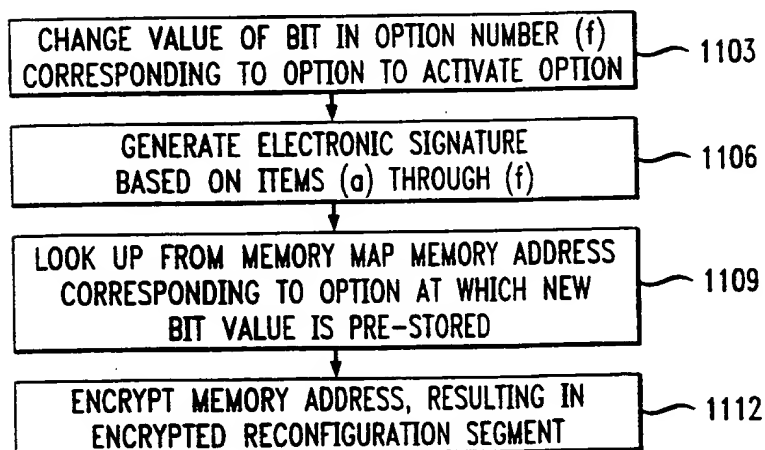 CHANGE VALUE OF BIT IN OPTION NUMBER (f)
CORRESPONDING TO OPTION TO ACTIVATE OPTION
1103
GENERATE ELECTRONIC SIGNATURE
BASED ON ITEMS (a) THROUGH (f)
1106
LOOK UP FROM MEMORY MAP MEMORY ADDRESS
CORRESPONDING TO OPTION AT WHICH NEW
BIT VALUE IS PRE-STORED
1109
ENCRYPT MEMORY ADDRESS, RESULTING IN
ENCRYPTED RECONFIGURATION SEGMENT
1112